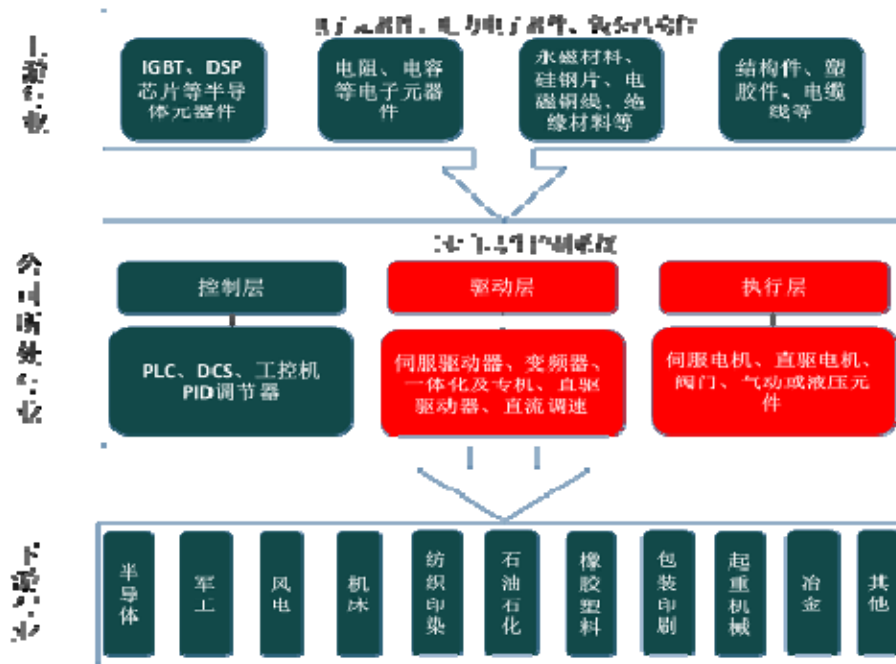 IGBT、DSP
芯片等半导
体元器件
电阻、电容
等电子元器
件
永磁材料、
硅钢片、电
磁铜线、绝
缘材料等
结构件、塑
胶件、电缆
线等
控制层
驱动层
执行层
PLC、DCS、工控机
PID调节器
伺服驱动器、变频器、
一体化及专机、直驱
驱动器、直流调速
伺服电机、直驱电机、
阀门、气动或液压元
件
半导体
军工
风电
机床
纺织印染
石油石化
橡胶塑料
包装印刷
起重机械
冶金
其他